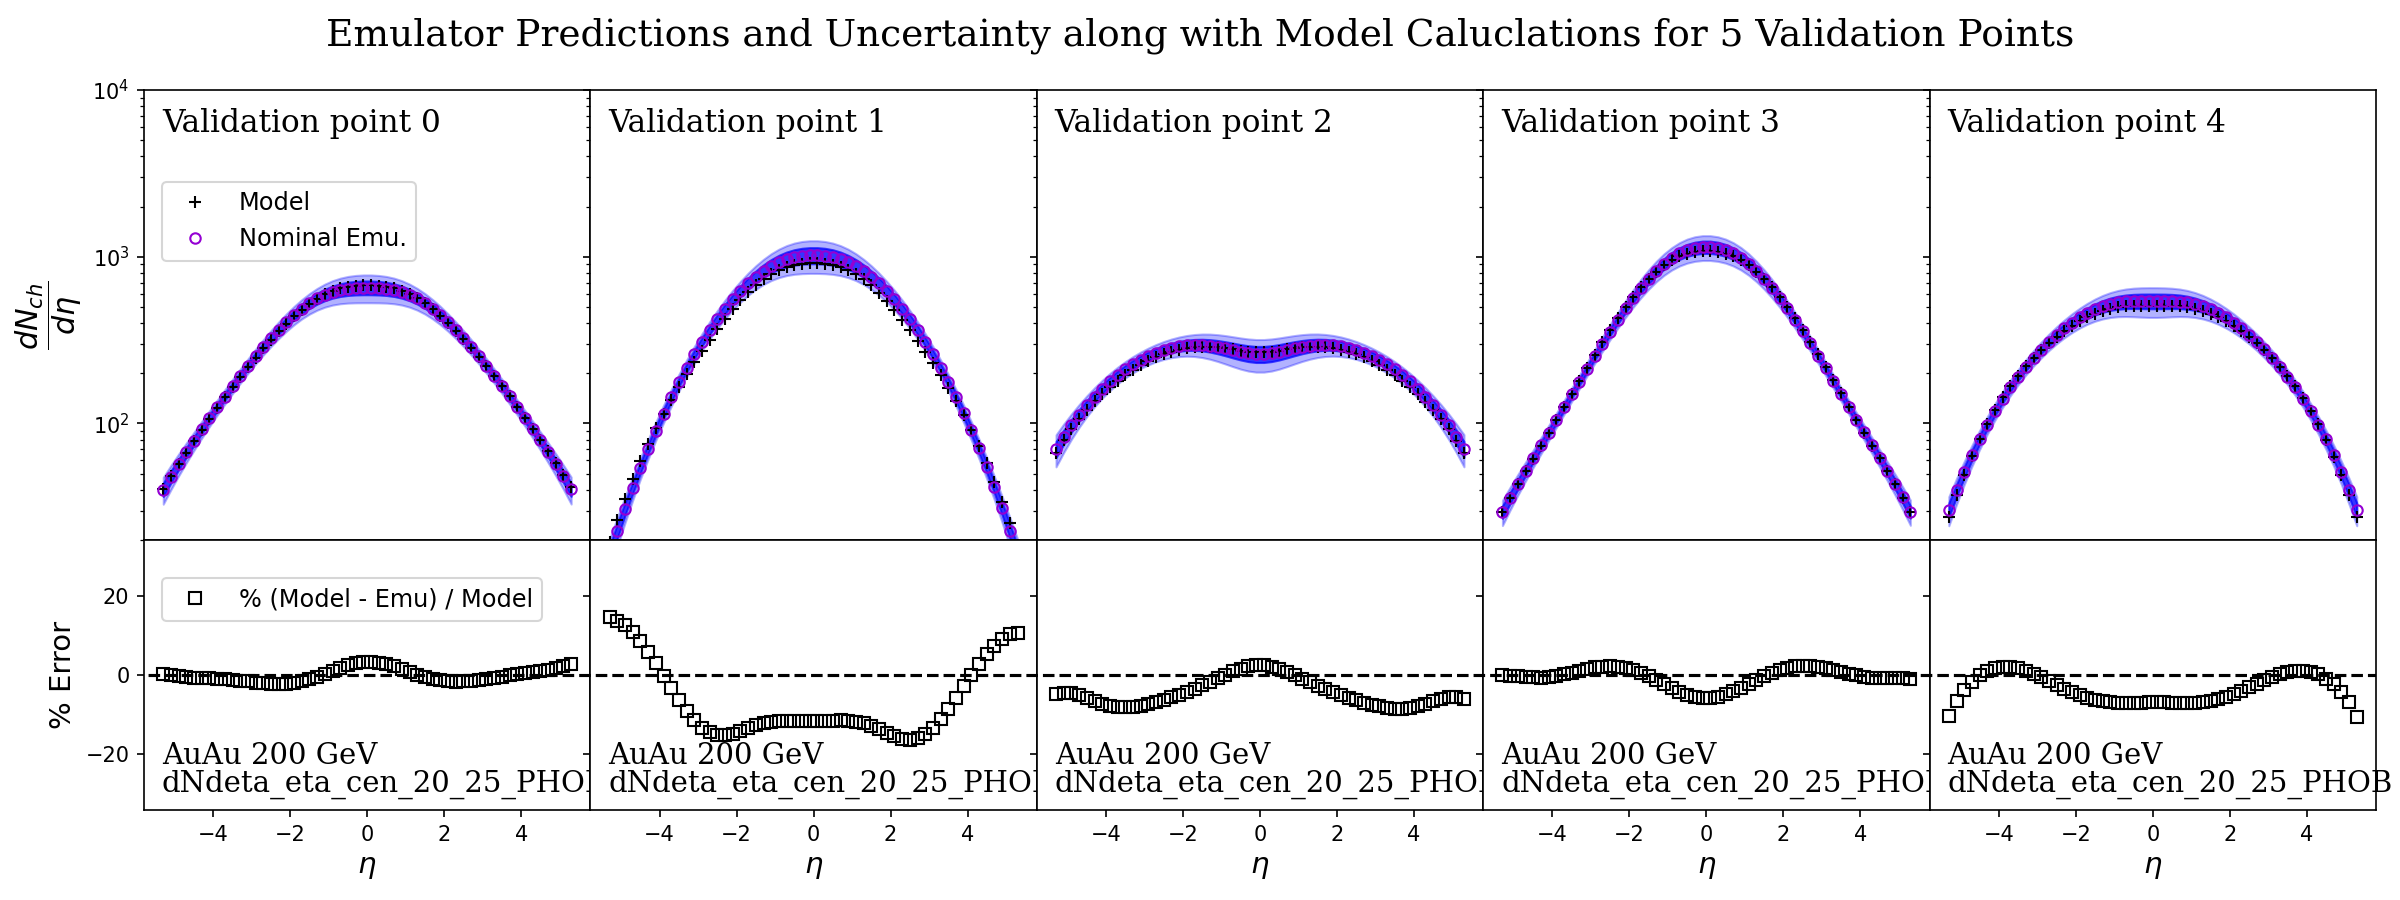 Emulator Predictions and Uncertainty along with Model Caluclations for 5 Validation Points
Validation point 0
Validation point 1
Validation point 2
Validation point 3
Validation point 4
Model
Nominal Emu.
10^4
10^3
10^2
dN_ch
dη
% (Model - Emu) / Model
20
0
−20
% Error
AuAu 200 GeV
dNdeta_eta_cen_20_25_PHO
AuAu 200 GeV
dNdeta_eta_cen_20_25_PHO
AuAu 200 GeV
dNdeta_eta_cen_20_25_PHO
AuAu 200 GeV
dNdeta_eta_cen_20_25_PHO
AuAu 200 GeV
dNdeta_eta_cen_20_25_PHOB
−4 −2 0 2 4
−4 −2 0 2 4
−4 −2 0 2 4
−4 −2 0 2 4
−4 −2 0 2 4
η
η
η
η
η